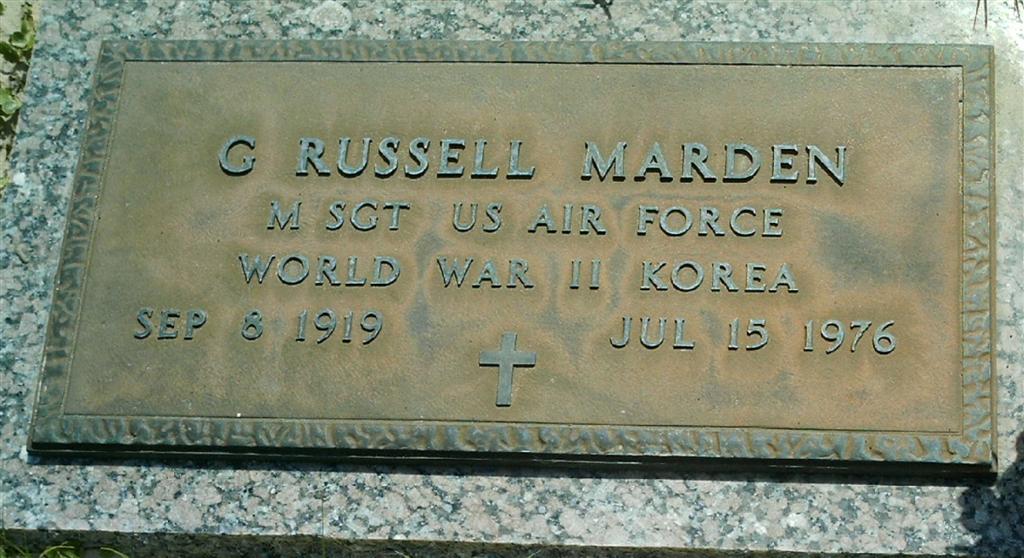 G RUSSELL MARDEN
M SGT US AIR FORCE
WORLD WAR II KOREA
SEP 8 1919 JUL 15 1976